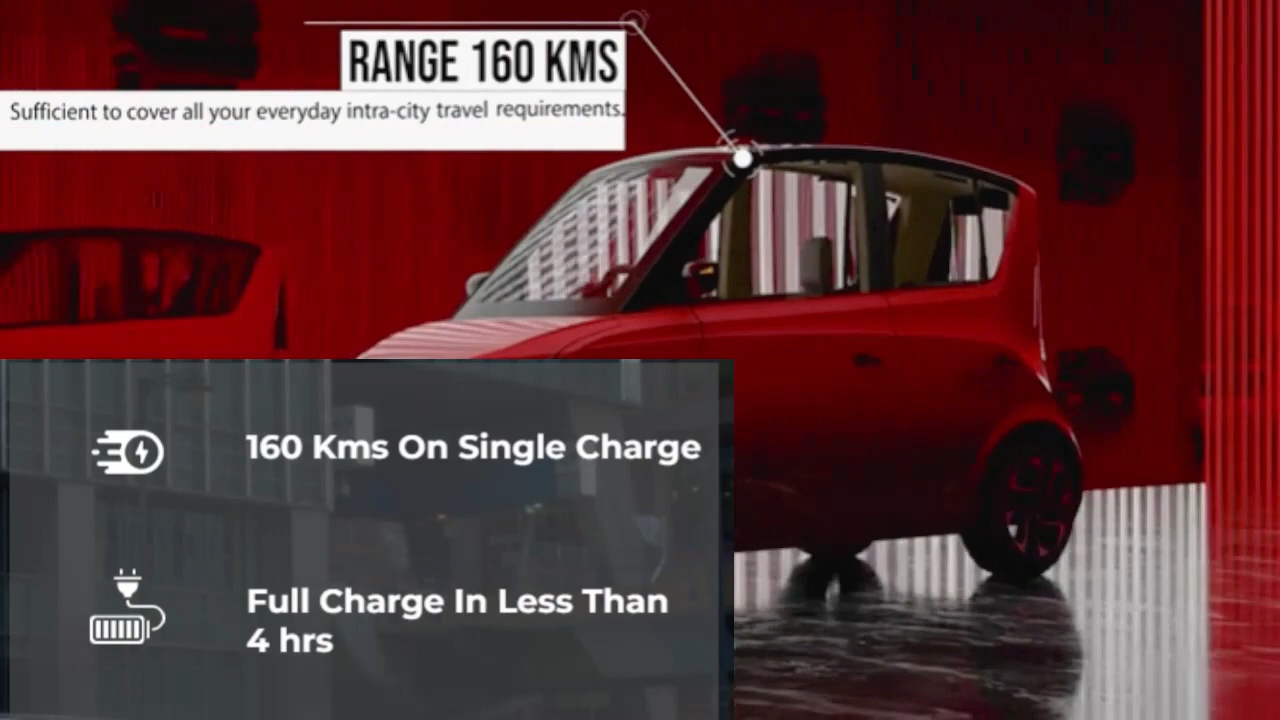 RANGE 160 KMS
Sufficient to cover all your everyday intra-city travel requirements.
160 Kms On Single Charge
Full Charge In Less Than
4 hrs